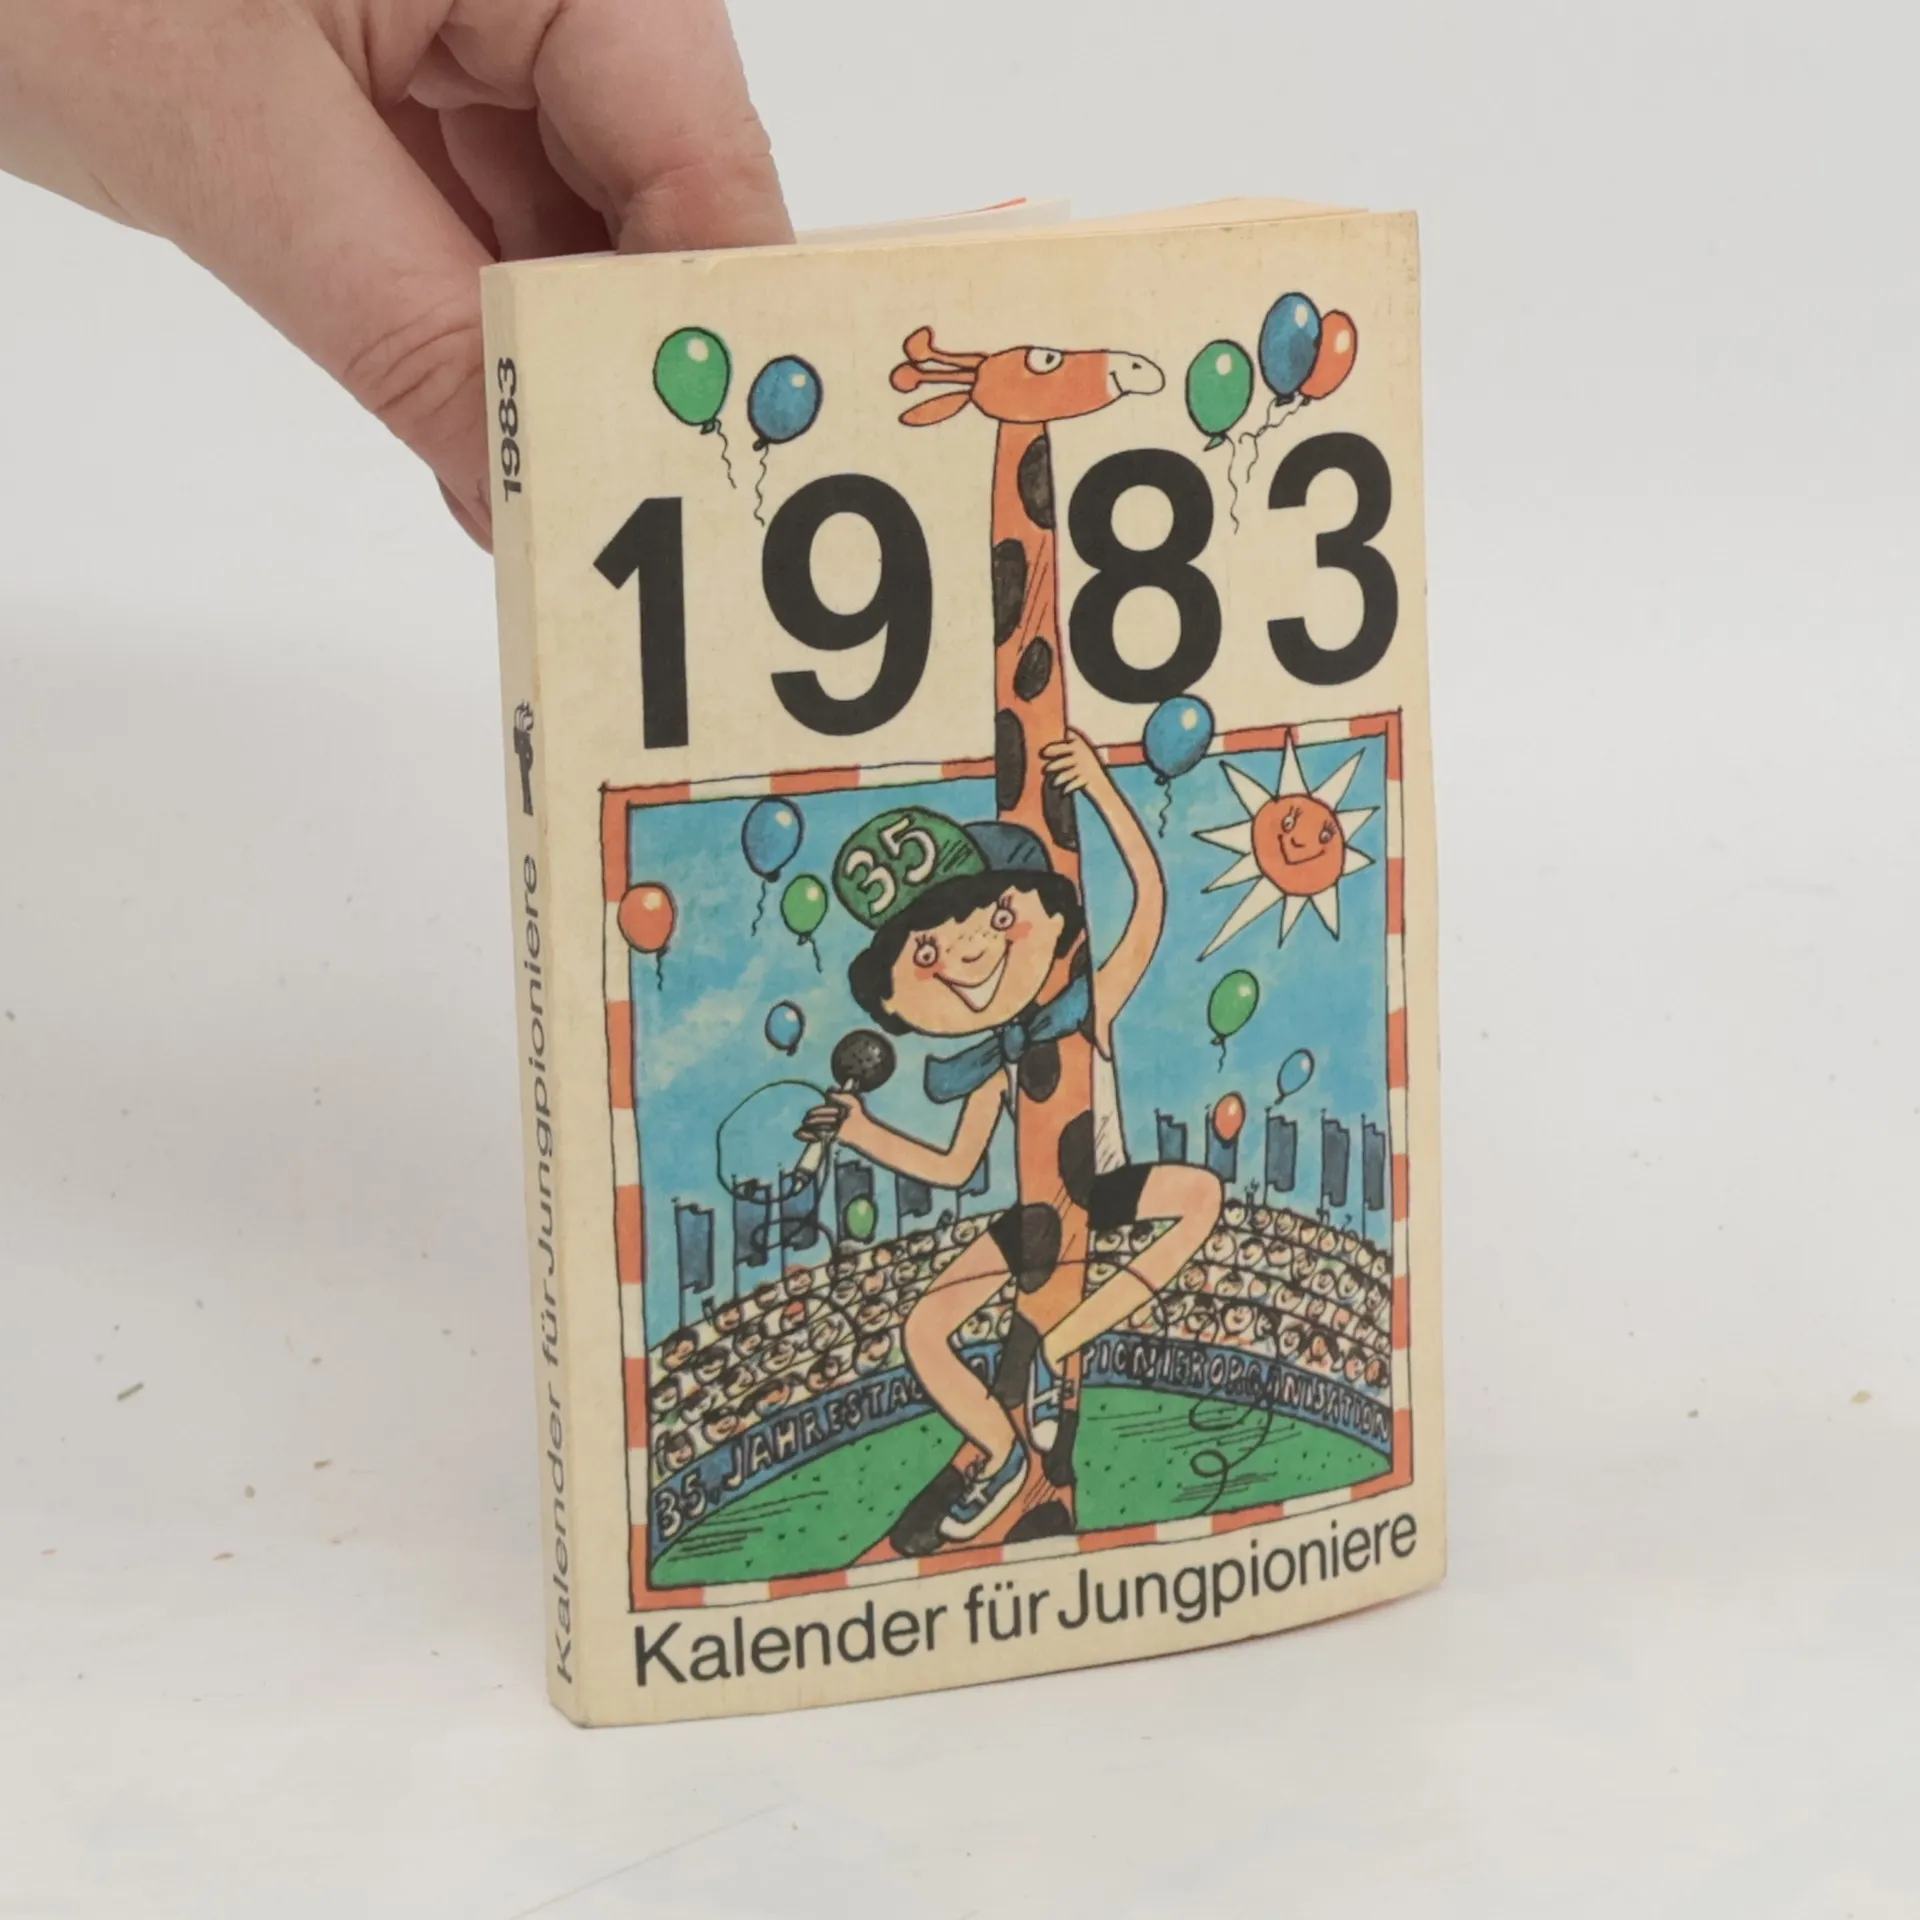 1983
35
35. JAHRESTAG PIONIERORGANISATION
Kalender für Jungpioniere
1983
Kalender für Jungpioniere